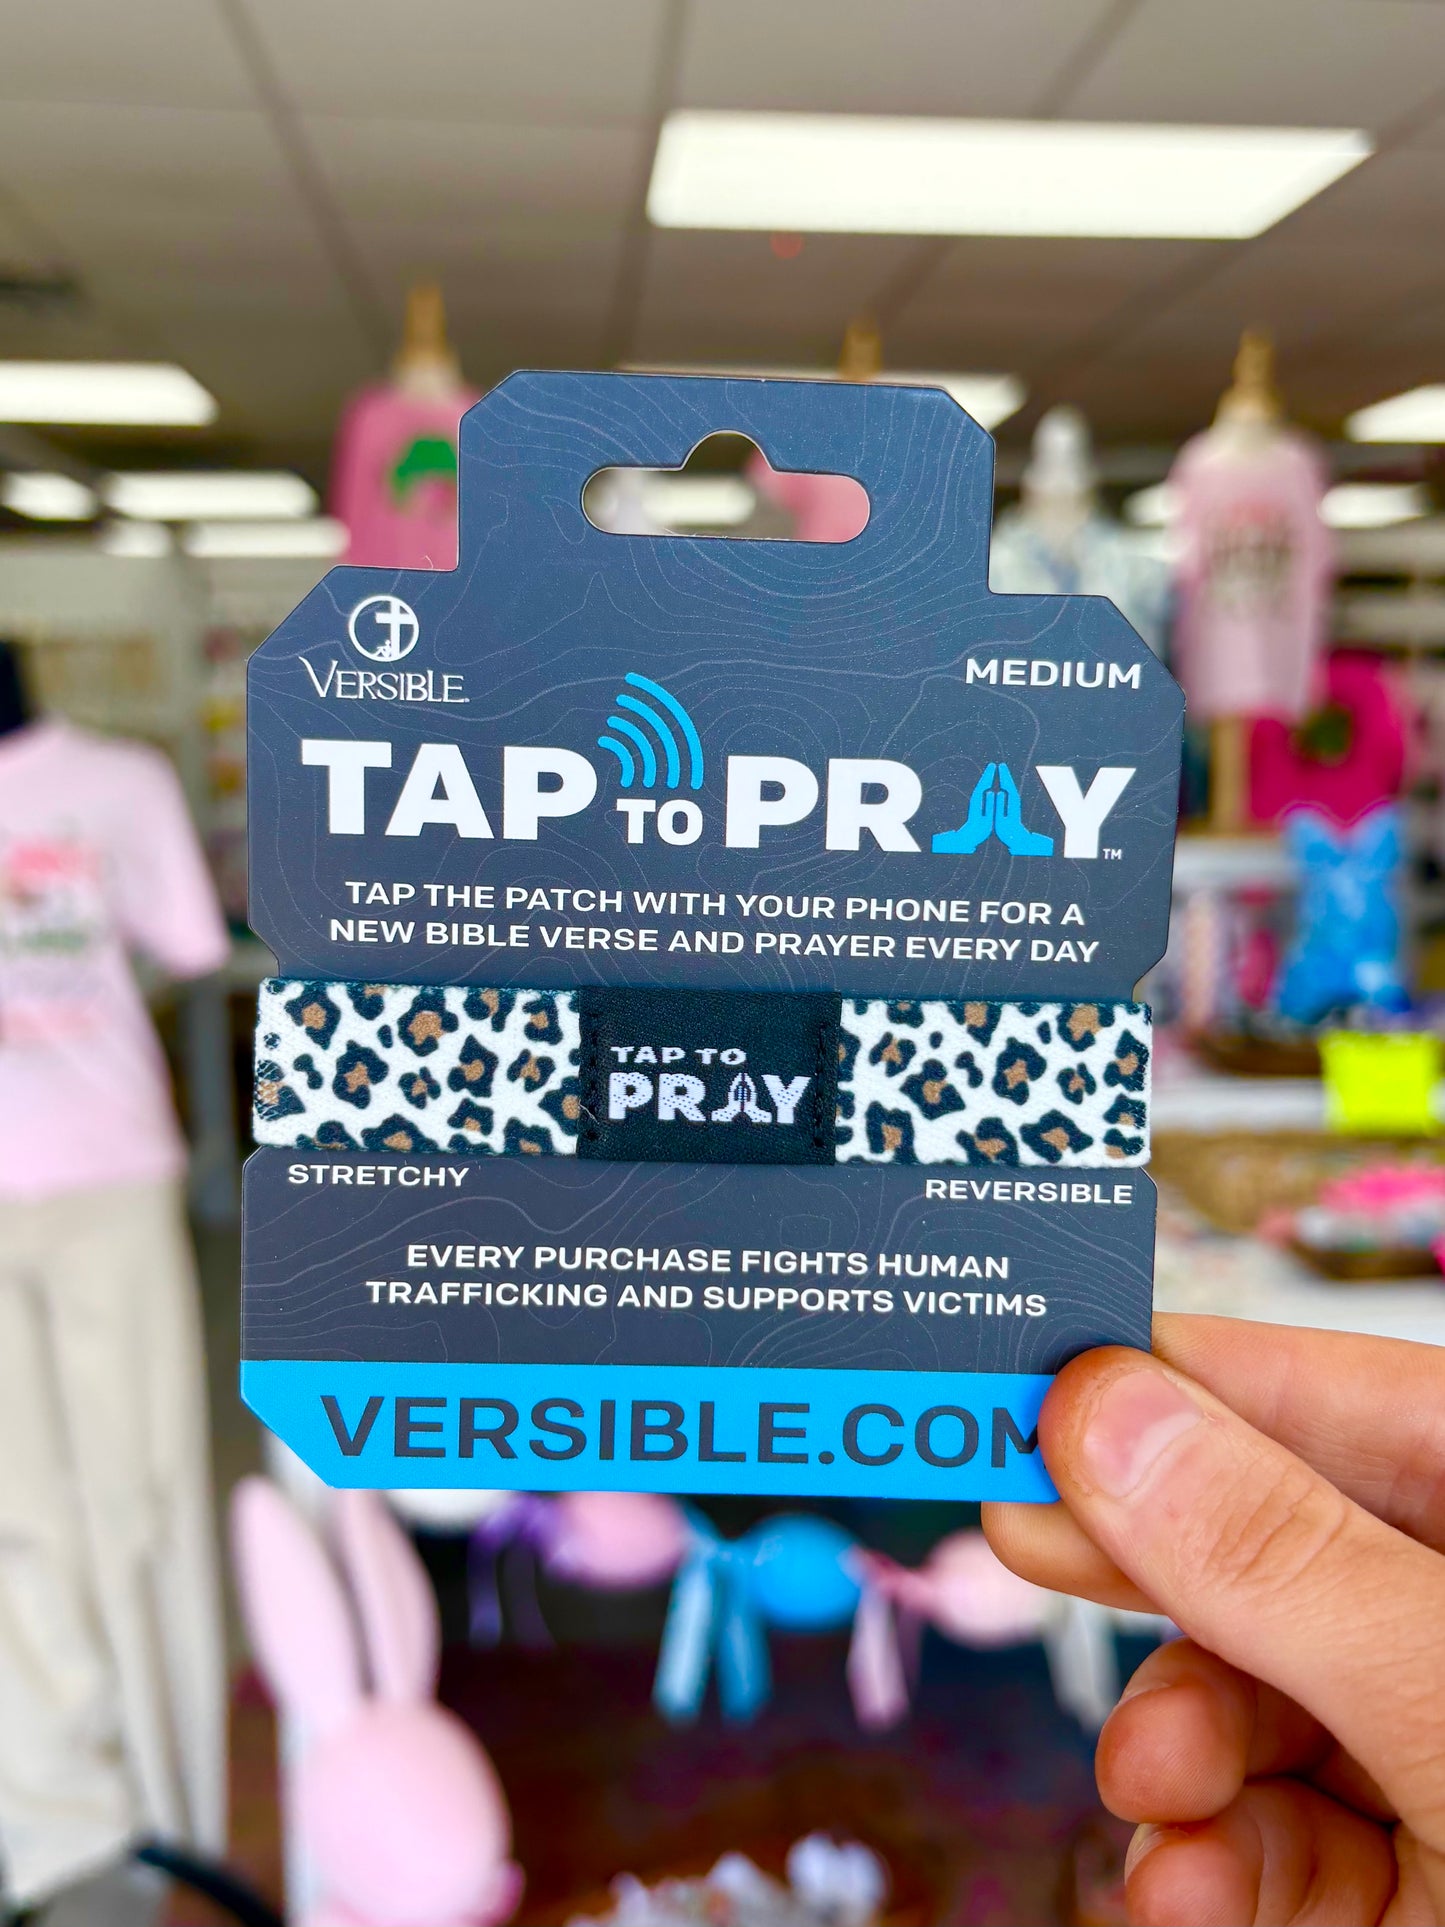 VERSIBLE
MEDIUM
TAP TO PRAY™
TAP THE PATCH WITH YOUR PHONE FOR A
NEW BIBLE VERSE AND PRAYER EVERY DAY
TAP TO
PRAY
STRETCHY
REVERSIBLE
EVERY PURCHASE FIGHTS HUMAN
TRAFFICKING AND SUPPORTS VICTIMS
VERSIBLE.COM